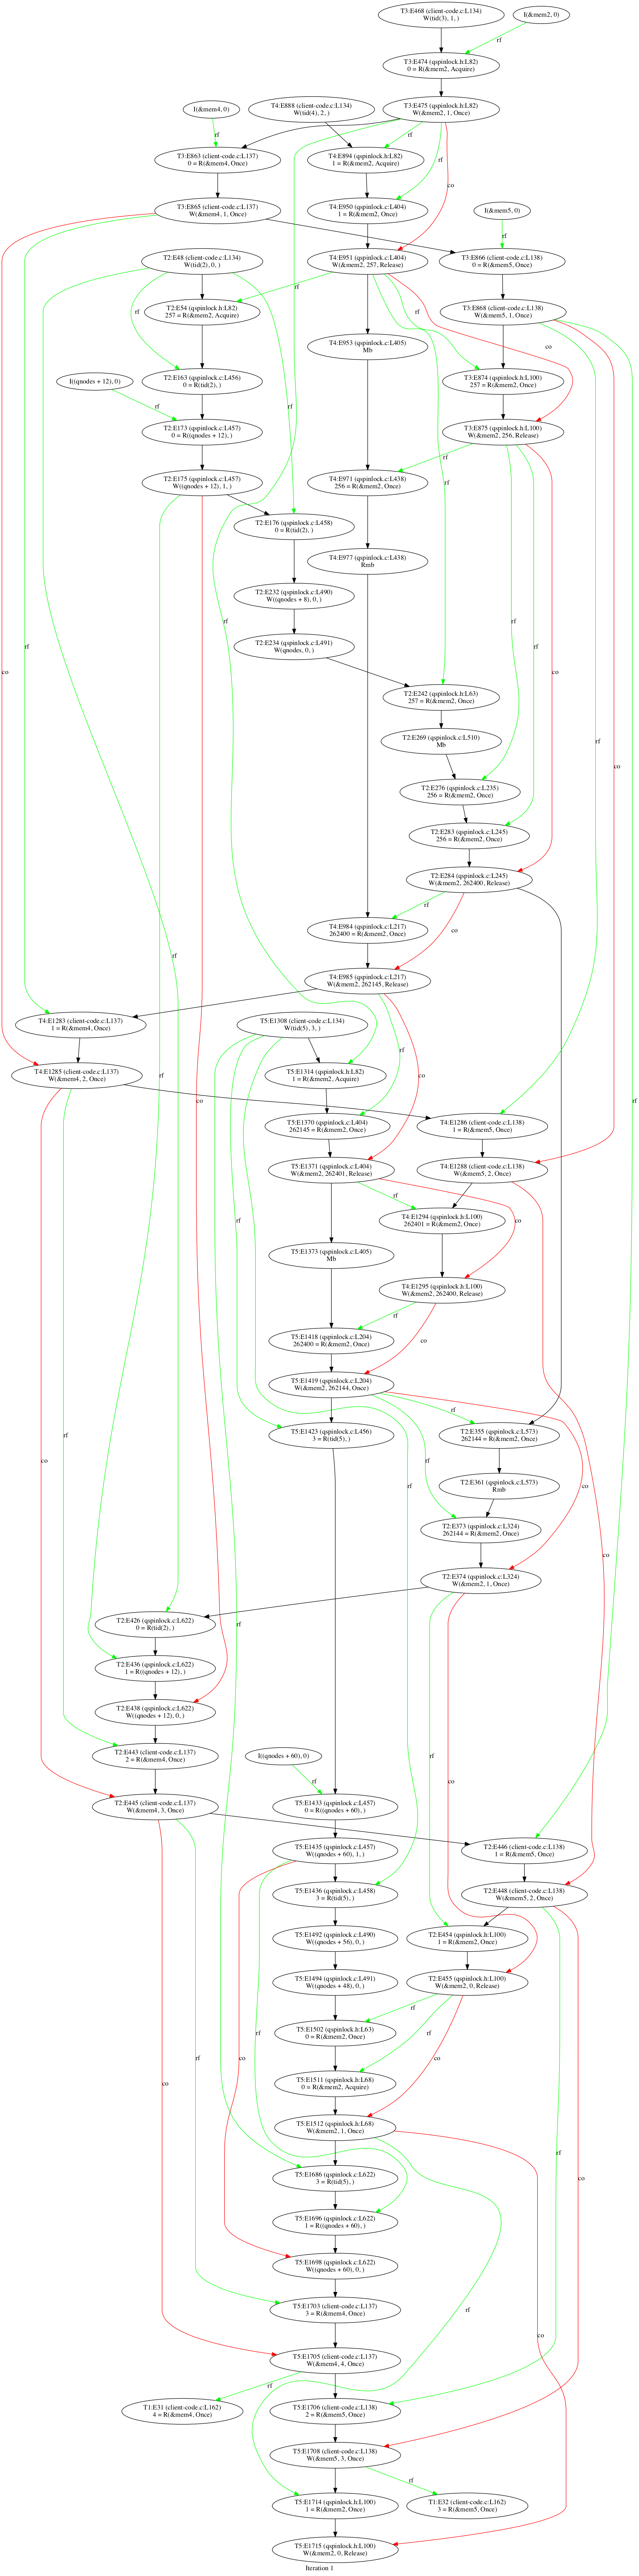 T3:E468 (client-code.c:L134)
W(tid(3), 1, )
I(&mem2, 0)
rf
T3:E474 (qspinlock.h:L82)
0 = R(&mem2, Acquire)
I(&mem4, 0)
T4:E888 (client-code.c:L134)
W(tid(4), 2, )
T3:E475 (qspinlock.h:L82)
W(&mem2, 1, Once)
rf
rf
rf
T3:E863 (client-code.c:L137)
0 = R(&mem4, Once)
T4:E894 (qspinlock.h:L82)
1 = R(&mem2, Acquire)
co
T3:E865 (client-code.c:L137)
W(&mem4, 1, Once)
T4:E950 (qspinlock.c:L404)
1 = R(&mem2, Once)
I(&mem5, 0)
rf
T2:E48 (client-code.c:L134)
W(tid(2), 0, )
T4:E951 (qspinlock.c:L404)
W(&mem2, 257, Release)
T3:E866 (client-code.c:L138)
0 = R(&mem5, Once)
rf
rf
rf
T2:E54 (qspinlock.h:L82)
257 = R(&mem2, Acquire)
T3:E868 (client-code.c:L138)
W(&mem5, 1, Once)
T4:E953 (qspinlock.c:L405)
Mb
co
I((qnodes + 12), 0)
T2:E163 (qspinlock.c:L456)
0 = R(tid(2), )
T3:E874 (qspinlock.h:L100)
257 = R(&mem2, Once)
rf
rf
T2:E173 (qspinlock.c:L457)
0 = R((qnodes + 12), )
T3:E875 (qspinlock.h:L100)
W(&mem2, 256, Release)
rf
rf
T2:E175 (qspinlock.c:L457)
W((qnodes + 12), 1, )
T4:E971 (qspinlock.c:L438)
256 = R(&mem2, Once)
T2:E176 (qspinlock.c:L458)
0 = R(tid(2), )
T4:E977 (qspinlock.c:L438)
Rmb
rf
co
T2:E232 (qspinlock.c:L490)
W((qnodes + 8), 0, )
rf
rf
rf
co
co
T2:E234 (qspinlock.c:L491)
W(qnodes, 0, )
T2:E242 (qspinlock.h:L63)
257 = R(&mem2, Once)
T2:E269 (qspinlock.c:L510)
Mb
rf
co
T2:E276 (qspinlock.c:L235)
256 = R(&mem2, Once)
T2:E283 (qspinlock.c:L245)
256 = R(&mem2, Once)
T2:E284 (qspinlock.c:L245)
W(&mem2, 262400, Release)
rf
T4:E984 (qspinlock.c:L217)
262400 = R(&mem2, Once)
co
rf
T4:E985 (qspinlock.c:L217)
W(&mem2, 262145, Release)
T4:E1283 (client-code.c:L137)
1 = R(&mem4, Once)
T5:E1308 (client-code.c:L134)
W(tid(5), 3, )
rf
T4:E1285 (client-code.c:L137)
W(&mem4, 2, Once)
T5:E1314 (qspinlock.h:L82)
1 = R(&mem2, Acquire)
rf
co
co
rf
T5:E1370 (qspinlock.c:L404)
262145 = R(&mem2, Once)
T4:E1286 (client-code.c:L138)
1 = R(&mem5, Once)
T5:E1371 (qspinlock.c:L404)
W(&mem2, 262401, Release)
T4:E1288 (client-code.c:L138)
W(&mem5, 2, Once)
rf
rf
co
T4:E1294 (qspinlock.h:L100)
262401 = R(&mem2, Once)
T5:E1373 (qspinlock.c:L405)
Mb
T4:E1295 (qspinlock.h:L100)
W(&mem2, 262400, Release)
rf
T5:E1418 (qspinlock.c:L204)
262400 = R(&mem2, Once)
co
T5:E1419 (qspinlock.c:L204)
W(&mem2, 262144, Once)
rf
T5:E1423 (qspinlock.c:L456)
3 = R(tid(5), )
T2:E355 (qspinlock.c:L573)
262144 = R(&mem2, Once)
rf
rf
co
co
T2:E361 (qspinlock.c:L573)
Rmb
T2:E373 (qspinlock.c:L324)
262144 = R(&mem2, Once)
co
T2:E374 (qspinlock.c:L324)
W(&mem2, 1, Once)
T2:E426 (qspinlock.c:L622)
0 = R(tid(2), )
rf
rf
T2:E436 (qspinlock.c:L622)
1 = R((qnodes + 12), )
T2:E438 (qspinlock.c:L622)
W((qnodes + 12), 0, )
T2:E443 (client-code.c:L137)
2 = R(&mem4, Once)
I((qnodes + 60), 0)
rf
rf
co
T2:E445 (client-code.c:L137)
W(&mem4, 3, Once)
T5:E1433 (qspinlock.c:L457)
0 = R((qnodes + 60), )
T5:E1435 (qspinlock.c:L457)
W((qnodes + 60), 1, )
T2:E446 (client-code.c:L138)
1 = R(&mem5, Once)
T5:E1436 (qspinlock.c:L458)
3 = R(tid(5), )
T2:E448 (client-code.c:L138)
W(&mem5, 2, Once)
T5:E1492 (qspinlock.c:L490)
W((qnodes + 56), 0, )
T2:E454 (qspinlock.h:L100)
1 = R(&mem2, Once)
T5:E1494 (qspinlock.c:L491)
W((qnodes + 48), 0, )
T2:E455 (qspinlock.h:L100)
W(&mem2, 0, Release)
rf
T5:E1502 (qspinlock.h:L63)
0 = R(&mem2, Once)
rf
rf
co
rf
co
co
T5:E1511 (qspinlock.h:L68)
0 = R(&mem2, Acquire)
T5:E1512 (qspinlock.h:L68)
W(&mem2, 1, Once)
rf
co
T5:E1686 (qspinlock.c:L622)
3 = R(tid(5), )
T5:E1696 (qspinlock.c:L622)
1 = R((qnodes + 60), )
T5:E1698 (qspinlock.c:L622)
W((qnodes + 60), 0, )
T5:E1703 (client-code.c:L137)
3 = R(&mem4, Once)
rf
co
T5:E1705 (client-code.c:L137)
W(&mem4, 4, Once)
rf
T1:E31 (client-code.c:L162)
4 = R(&mem4, Once)
T5:E1706 (client-code.c:L138)
2 = R(&mem5, Once)
T5:E1708 (client-code.c:L138)
W(&mem5, 3, Once)
rf
T5:E1714 (qspinlock.h:L100)
1 = R(&mem2, Once)
T1:E32 (client-code.c:L162)
3 = R(&mem5, Once)
T5:E1715 (qspinlock.h:L100)
W(&mem2, 0, Release)
Iteration 1